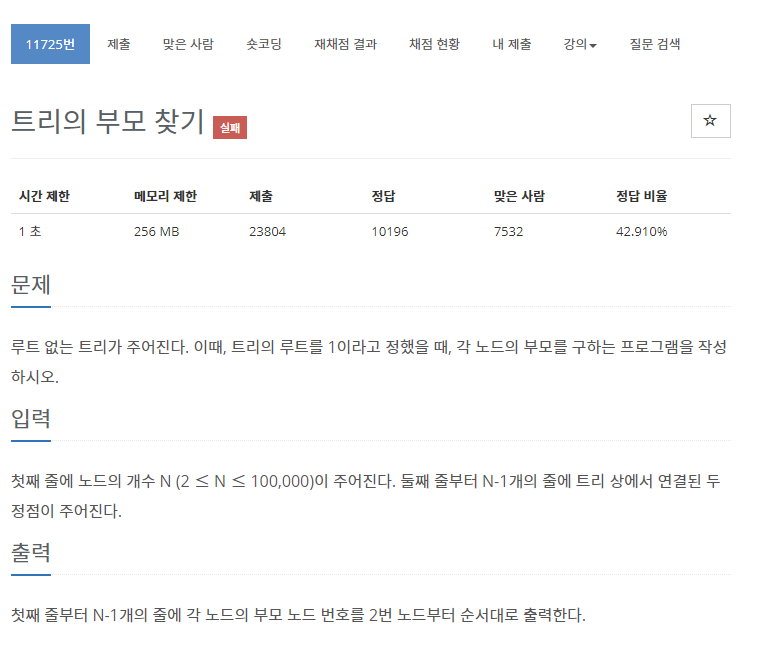 11725번 제출 맞은 사람 숏코딩 재채점 결과 채점 현황 내 제출 강의 질문 검색
트리의 부모 찾기 실패
시간 제한 메모리 제한 제출 정답 맞은 사람 정답 비율
1 초 256 MB 23804 10196 7532 42.910%
문제
루트 없는 트리가 주어진다. 이때, 트리의 루트를 1이라고 정했을 때, 각 노드의 부모를 구하는 프로그램을 작성
하시오.
입력
첫째 줄에 노드의 개수 N (2 ≤ N ≤ 100,000)이 주어진다. 둘째 줄부터 N-1개의 줄에 트리 상에서 연결된 두
정점이 주어진다.
출력
첫째 줄부터 N-1개의 줄에 각 노드의 부모 노드 번호를 2번 노드부터 순서대로 출력한다.